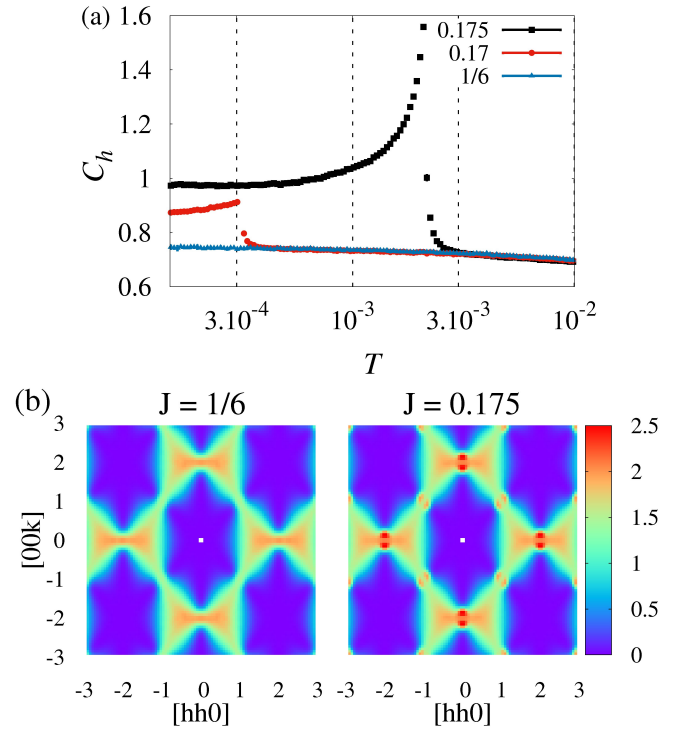 (a)
C_h
1.6
1.4
1.2
1
0.8
0.6
0.175
0.17
1/6
3.10^-4
10^-3
3.10^-3
10^-2
T
(b)
J = 1/6
J = 0.175
[00k]
3
2
1
0
-1
-2
-3
-3 -2 -1 0 1 2 3
[hh0]
-3 -2 -1 0 1 2 3
[hh0]
2.5
2
1.5
1
0.5
0